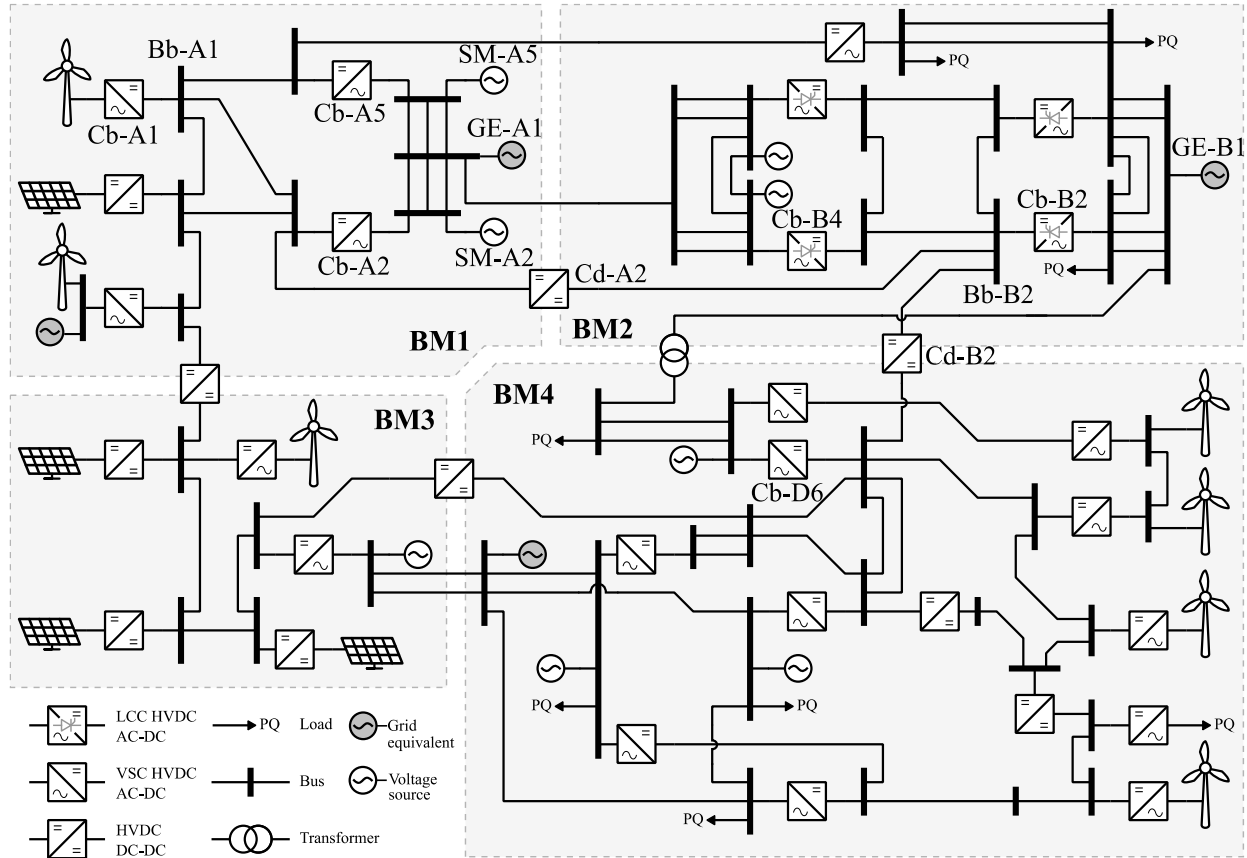 SM-A5
Bb-A1
PQ
PQ
Cb-A5
Cb-A1
GE-A1
GE-B1
Cb-B4
Cb-B2
Cb-A2
SM-A2
Cd-A2
PQ
Bb-B2
BM1
BM2
Cd-B2
BM3
BM4
PQ
Cb-D6
PQ
PQ
PQ
PQ
LCC HVDC
AC-DC
PQ
Load
Grid
equivalent
VSC HVDC
AC-DC
Bus
Voltage
source
HVDC
DC-DC
Transformer